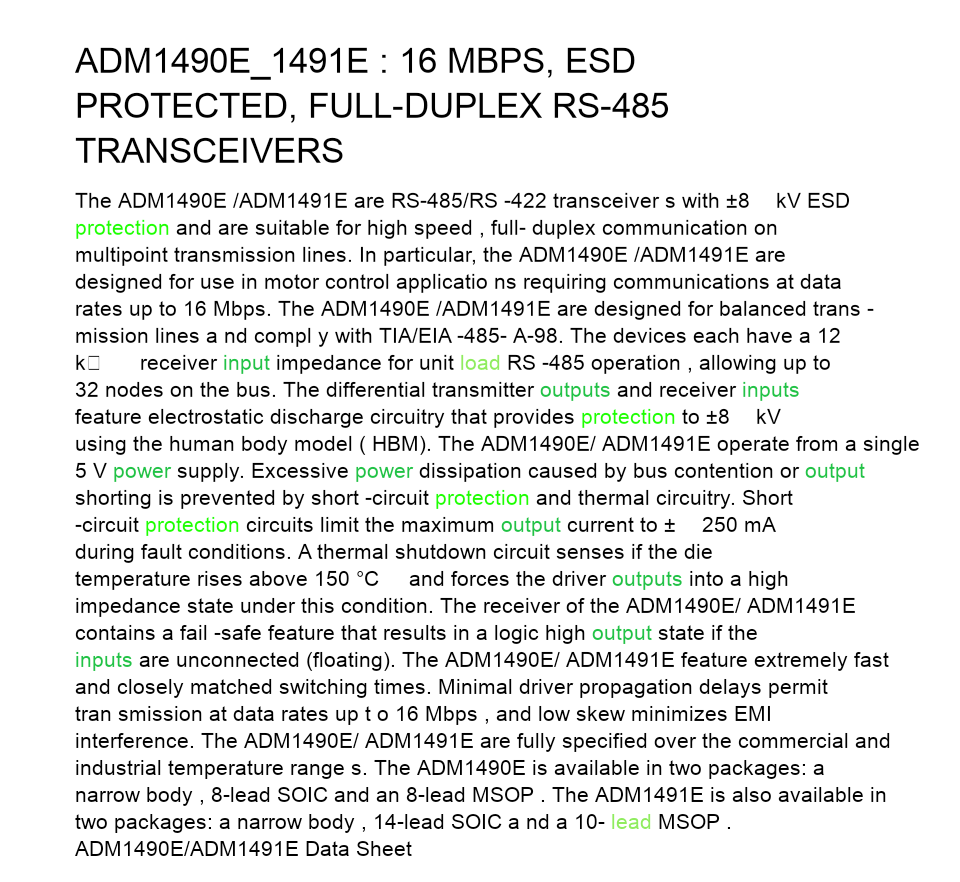 ADM1490E_1491E : 16 MBPS, ESD
PROTECTED, FULL-DUPLEX RS-485
TRANSCEIVERS
The ADM1490E /ADM1491E are RS-485/RS -422 transceiver s with ±8 kV ESD
protection and are suitable for high speed , full- duplex communication on
multipoint transmission lines. In particular, the ADM1490E /ADM1491E are
designed for use in motor control applicatio ns requiring communications at data
rates up to 16 Mbps. The ADM1490E /ADM1491E are designed for balanced trans -
mission lines a nd compl y with TIA/EIA -485- A-98. The devices each have a 12
k□ receiver input impedance for unit load RS -485 operation , allowing up to
32 nodes on the bus. The differential transmitter outputs and receiver inputs
feature electrostatic discharge circuitry that provides protection to ±8 kV
using the human body model ( HBM). The ADM1490E/ ADM1491E operate from a single
5 V power supply. Excessive power dissipation caused by bus contention or output
shorting is prevented by short -circuit protection and thermal circuitry. Short
-circuit protection circuits limit the maximum output current to ± 250 mA
during fault conditions. A thermal shutdown circuit senses if the die
temperature rises above 150 °C and forces the driver outputs into a high
impedance state under this condition. The receiver of the ADM1490E/ ADM1491E
contains a fail -safe feature that results in a logic high output state if the
inputs are unconnected (floating). The ADM1490E/ ADM1491E feature extremely fast
and closely matched switching times. Minimal driver propagation delays permit
tran smission at data rates up t o 16 Mbps , and low skew minimizes EMI
interference. The ADM1490E/ ADM1491E are fully specified over the commercial and
industrial temperature range s. The ADM1490E is available in two packages: a
narrow body , 8-lead SOIC and an 8-lead MSOP . The ADM1491E is also available in
two packages: a narrow body , 14-lead SOIC a nd a 10- lead MSOP .
ADM1490E/ADM1491E Data Sheet